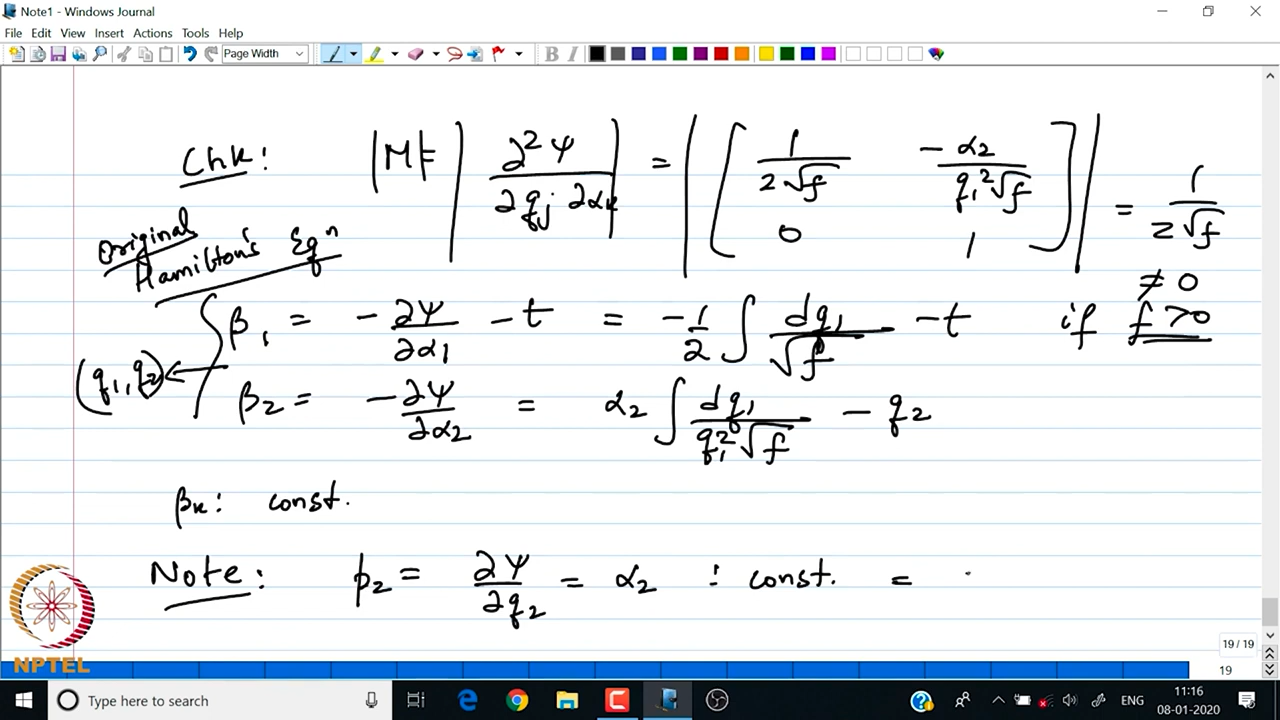 Note1 - Windows Journal
File Edit View Insert Actions Tools Help
Page Width
B I
Chk: |M| = | ∂²Ψ / ∂qj ∂αk | = | [ 1 / 2√f   - α2 / q1²√f ; 0   1 ] | = 1 / 2√f
≠ 0
Original
Hamilton's Eqⁿ
β1 = - ∂Ψ / ∂α1 - t = - 1/2 ∫ dq1 / √f - t if f > 0
(q1, q2) ←
β2 = - ∂Ψ / ∂α2 = α2 ∫ dq1 / q1²√f - q2
βk: const.
Note: p2 = ∂Ψ / ∂q2 = α2 : const. =
NPTEL
19 / 19
19
Type here to search
ENG
11:16
08-01-2020